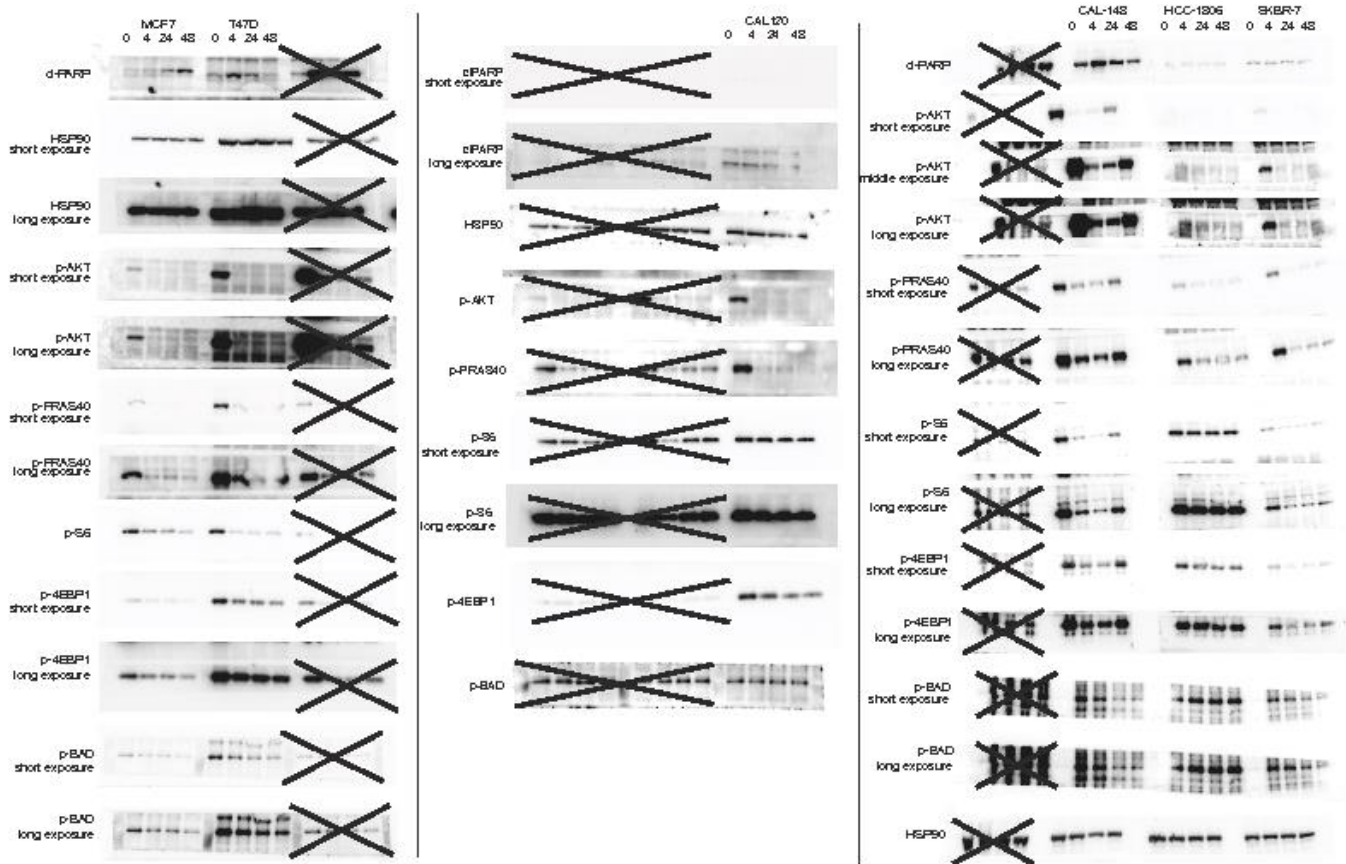 MCF7 T47D
0 4 24 48 0 4 24 48
cl-PARP
HSP90
short exposure
HSP90
long exposure
p-AKT
short exposure
p-AKT
long exposure
p-PRAS40
short exposure
p-PRAS40
long exposure
p-S6
p-4EBP1
short exposure
p-4EBP1
long exposure
p-BAD
short exposure
p-BAD
long exposure
CAL120
0 4 24 48
clPARP
short exposure
clPARP
long exposure
HSP90
p-AKT
p-PRAS40
p-S6
short exposure
p-S6
long exposure
p-4EBP1
p-BAD
CAL-148 HCC-1806 SKBR-7
0 4 24 48 0 4 24 48 0 4 24 48
cl-PARP
p-AKT
short exposure
p-AKT
middle exposure
p-AKT
long exposure
p-PRAS40
short exposure
p-PRAS40
long exposure
p-S6
short exposure
p-S6
long exposure
p-4EBP1
short exposure
p-4EBP1
long exposure
p-BAD
short exposure
p-BAD
long exposure
HSP90